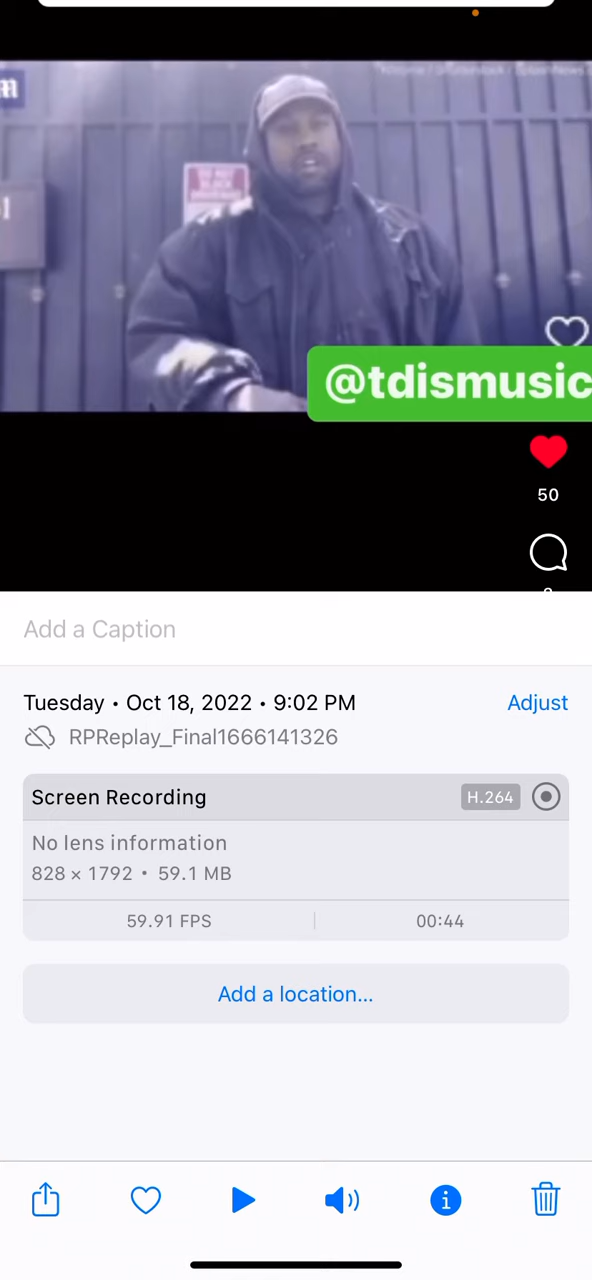 @tdismusic
50
Add a Caption
Tuesday • Oct 18, 2022 • 9:02 PM
Adjust
RPReplay_Final1666141326
Screen Recording
H.264
No lens information
828 × 1792 • 59.1 MB
59.91 FPS
00:44
Add a location...